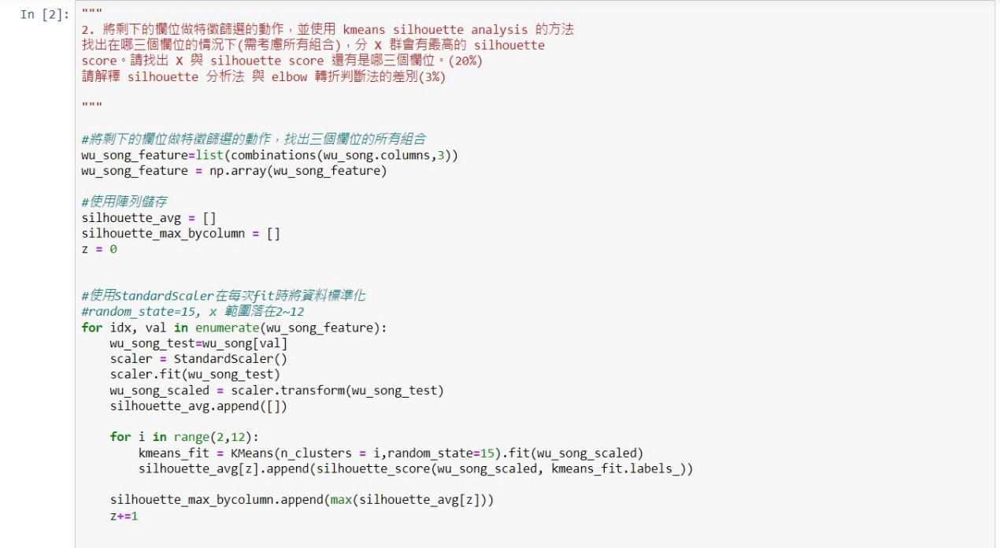 In [2]:
"""
2. 將剩下的欄位做特徵篩選的動作，並使用 kmeans silhouette analysis 的方法
找出在哪三個欄位的情況下(需考慮所有組合)，分 X 群會有最高的 silhouette
score。請找出 X 與 silhouette score 還有是哪三個欄位。(20%)
請解釋 silhouette 分析法 與 elbow 轉折判斷法的差別(3%)
"""
#將剩下的欄位做特徵篩選的動作，找出三個欄位的所有組合
wu_song_feature=list(combinations(wu_song.columns,3))
wu_song_feature = np.array(wu_song_feature)
#使用陣列儲存
silhouette_avg = []
silhouette_max_bycolumn = []
z = 0
#使用StandardScaler在每次fit時將資料標準化
#random_state=15, x 範圍落在2~12
for idx, val in enumerate(wu_song_feature):
    wu_song_test=wu_song[val]
    scaler = StandardScaler()
    scaler.fit(wu_song_test)
    wu_song_scaled = scaler.transform(wu_song_test)
    silhouette_avg.append([])
    for i in range(2,12):
        kmeans_fit = KMeans(n_clusters = i,random_state=15).fit(wu_song_scaled)
        silhouette_avg[z].append(silhouette_score(wu_song_scaled, kmeans_fit.labels_))
    silhouette_max_bycolumn.append(max(silhouette_avg[z]))
    z+=1